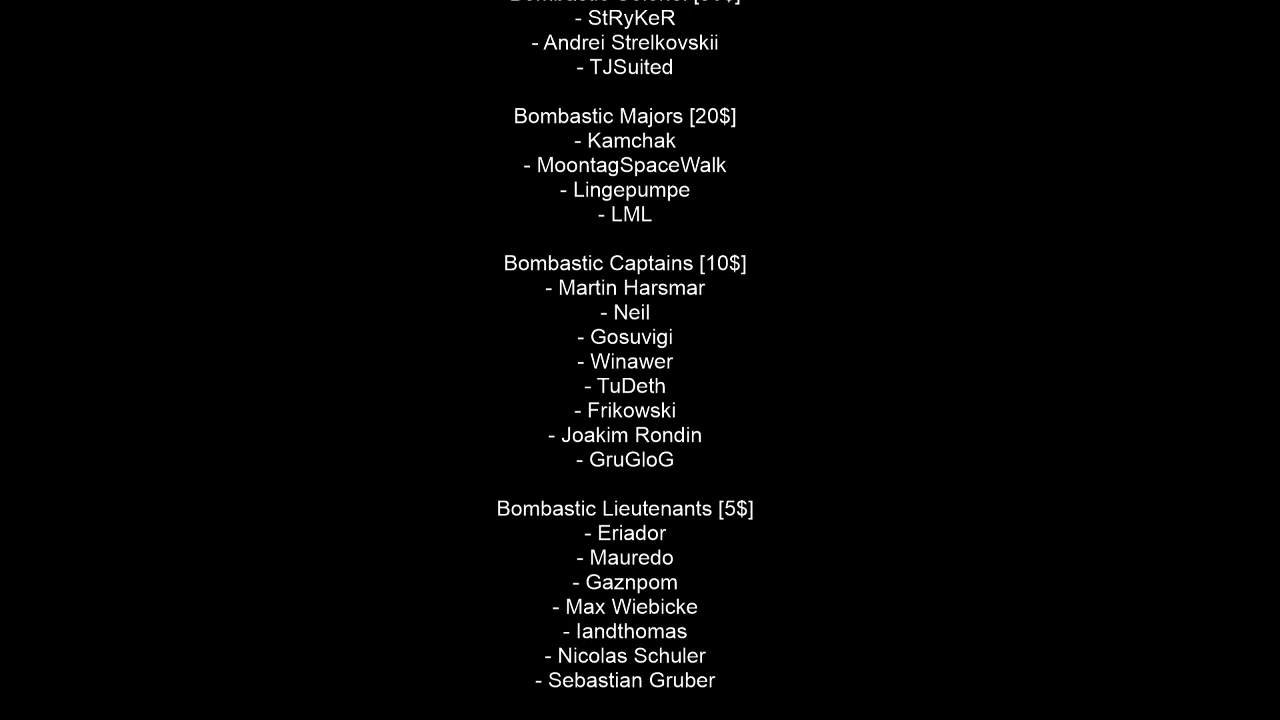 - StRyKeR
- Andrei Strelkovskii
- TJSuited
Bombastic Majors [20$]
- Kamchak
- MoontagSpaceWalk
- Lingepumpe
- LML
Bombastic Captains [10$]
- Martin Harsmar
- Neil
- Gosuvigi
- Winawer
- TuDeth
- Frikowski
- Joakim Rondin
- GruGloG
Bombastic Lieutenants [5$]
- Eriador
- Mauredo
- Gaznpom
- Max Wiebicke
- Iandthomas
- Nicolas Schuler
- Sebastian Gruber